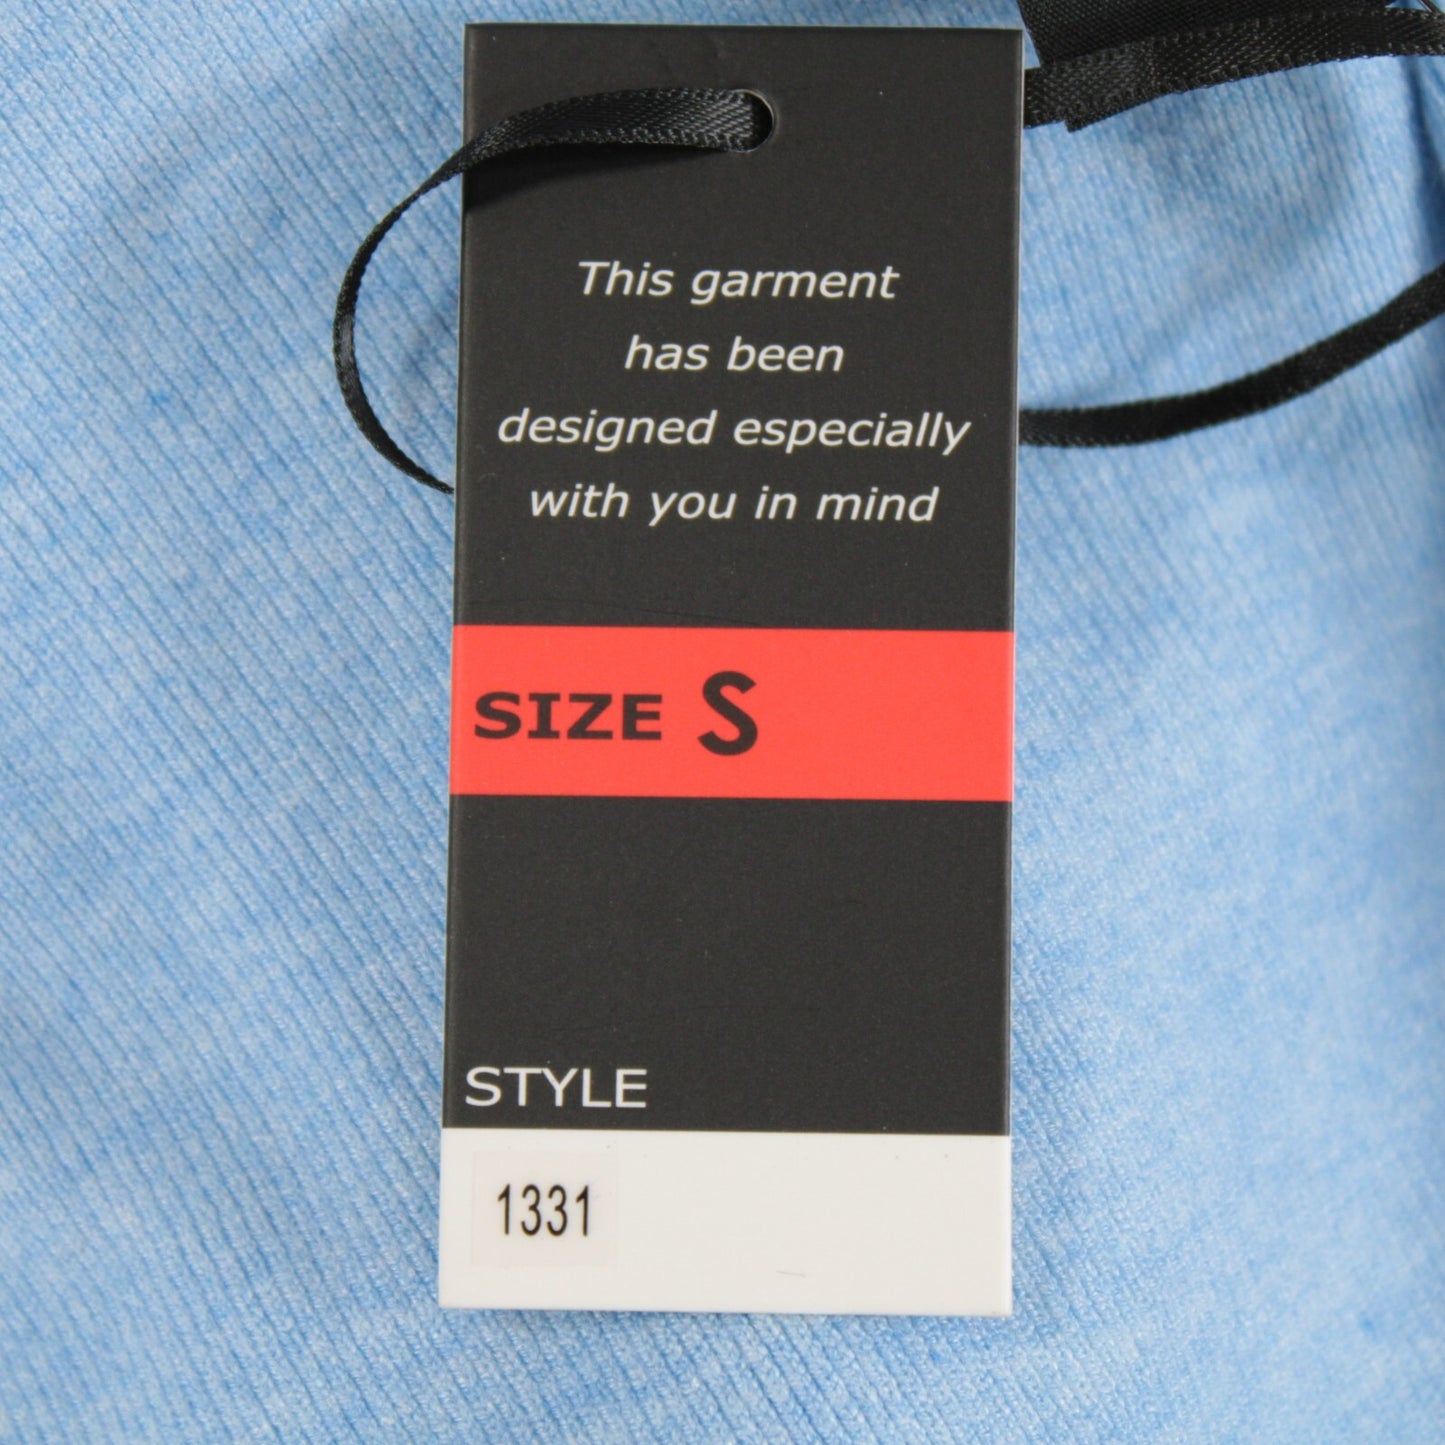 This garment
has been
designed especially
with you in mind
SIZE S
STYLE
1331